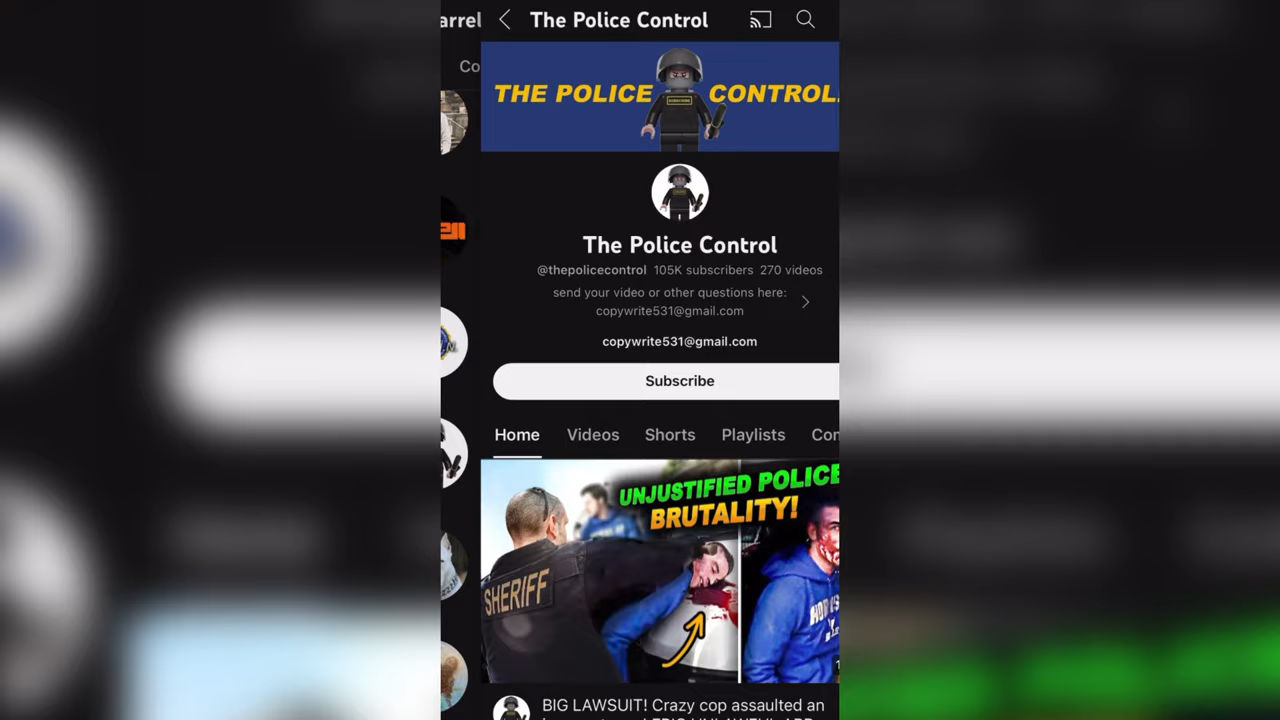 arrel
The Police Control
Co
THE POLICE CONTROL
The Police Control
@thepolicecontrol 105K subscribers 270 videos
send your video or other questions here:
copywrite531@gmail.com
copywrite531@gmail.com
Subscribe
Home Videos Shorts Playlists Con
UNJUSTIFIED POLICE
BRUTALITY!
SHERIFF
BIG LAWSUIT! Crazy cop assaulted an